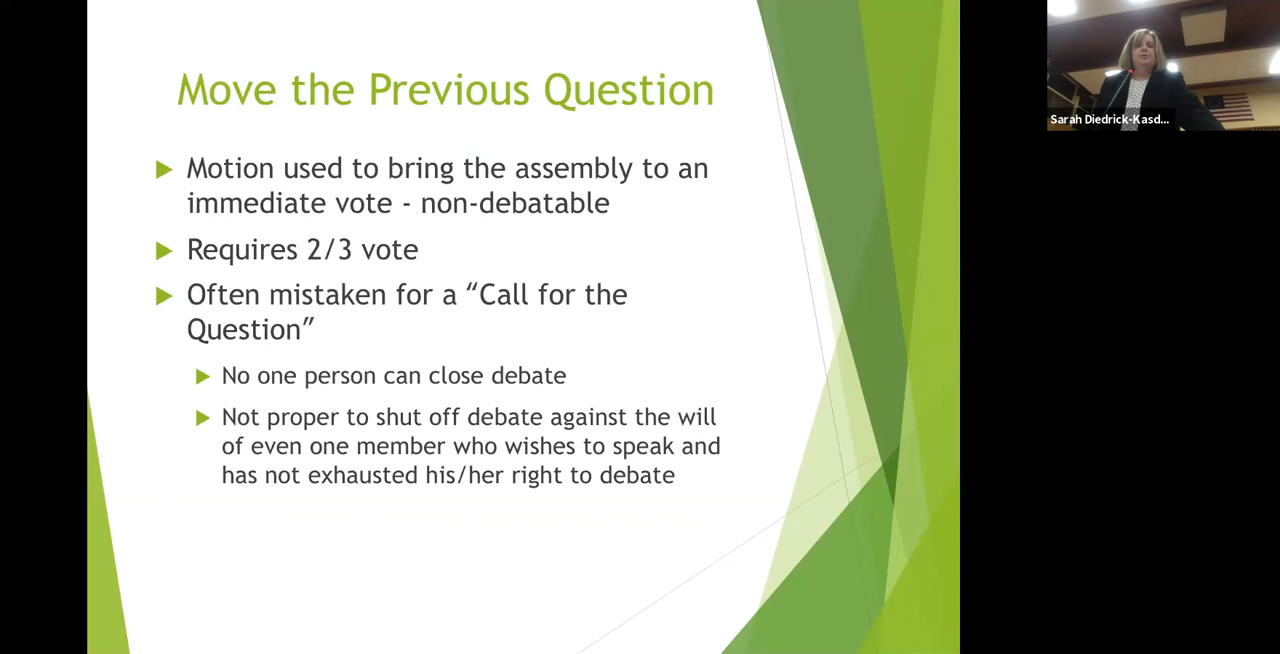 Move the Previous Question
Motion used to bring the assembly to an
immediate vote - non-debatable
Requires 2/3 vote
Often mistaken for a “Call for the
Question”
No one person can close debate
Not proper to shut off debate against the will
of even one member who wishes to speak and
has not exhausted his/her right to debate
Sarah Diedrick-Kasd...